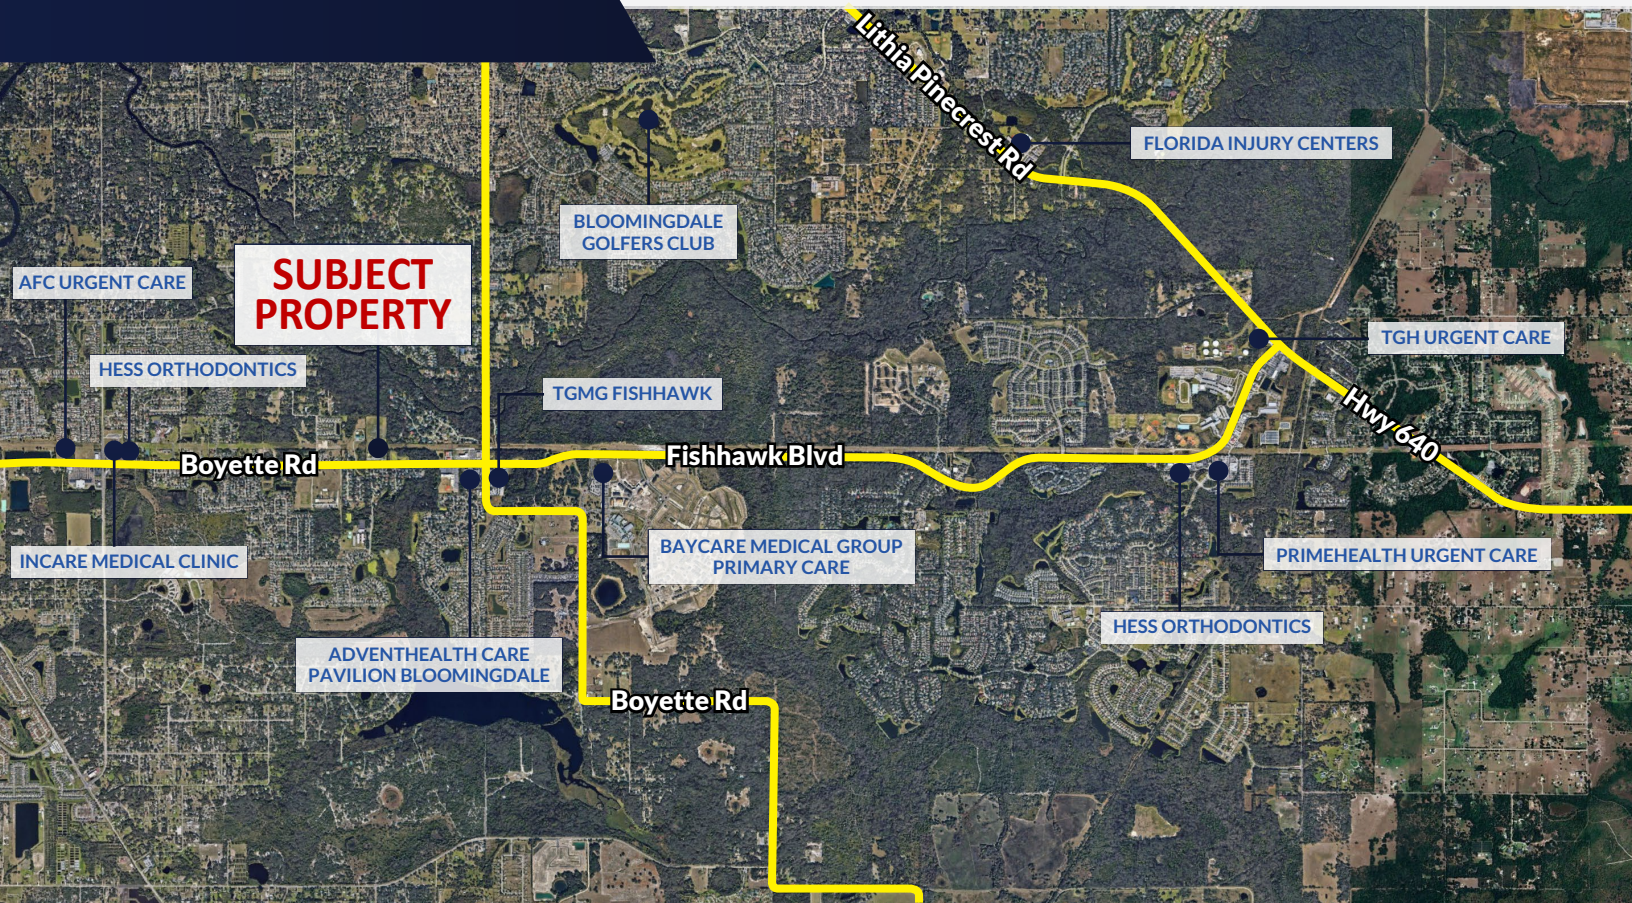 Lithia Pinecrest Rd
FLORIDA INJURY CENTERS
BLOOMINGDALE
GOLFERS CLUB
SUBJECT
PROPERTY
AFC URGENT CARE
TGH URGENT CARE
HESS ORTHODONTICS
TGMG FISHHAWK
Hwy 640
Boyette Rd
Fishhawk Blvd
INCARE MEDICAL CLINIC
BAYCARE MEDICAL GROUP
PRIMARY CARE
PRIMEHEALTH URGENT CARE
HESS ORTHODONTICS
ADVENTHEALTH CARE
PAVILION BLOOMINGDALE
Boyette Rd